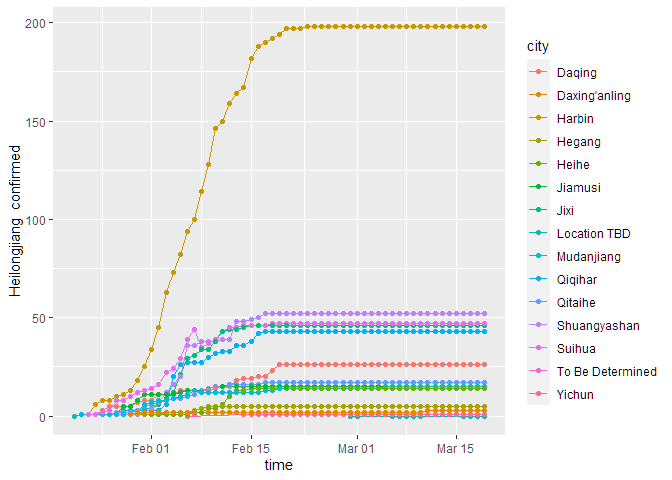 Heilongjiang confirmed
200
150
100
50
0
Feb 01
Feb 15
Mar 01
Mar 15
time
city
Daqing
Daxing'anling
Harbin
Hegang
Heihe
Jiamusi
Jixi
Location TBD
Mudanjiang
Qiqihar
Qitaihe
Shuangyashan
Suihua
To Be Determined
Yichun